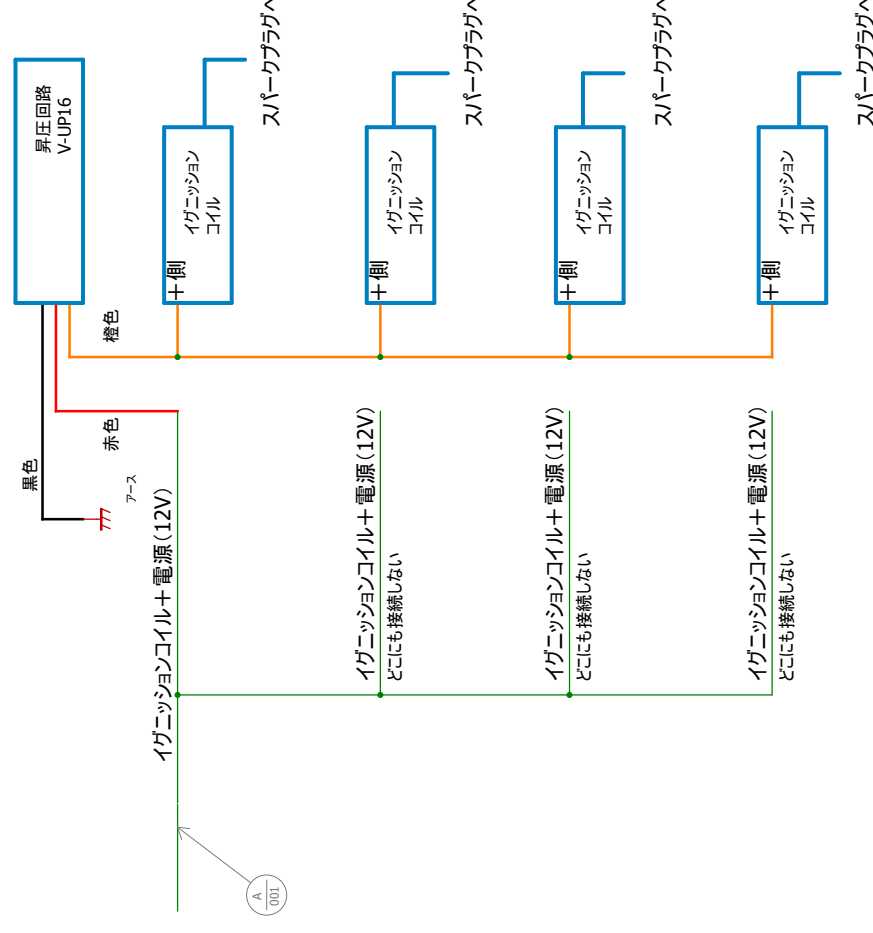 昇圧回路
V-UP16
イグニッション
コイル
+側
スパークプラグへ
イグニッション
コイル
+側
スパークプラグへ
イグニッション
コイル
+側
スパークプラグへ
イグニッション
コイル
+側
スパークプラグへ
橙色
赤色
黒色
アース
イグニッションコイル+電源(12V)
イグニッションコイル+電源(12V)
どこにも接続しない
イグニッションコイル+電源(12V)
どこにも接続しない
イグニッションコイル+電源(12V)
どこにも接続しない
A
001